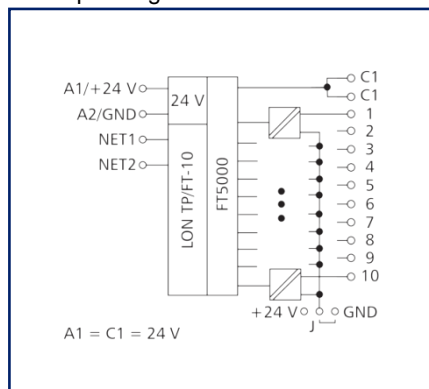 A1/+24 V
A2/GND
NET1
NET2
24 V
LON TP/FT-10
FT5000
C1
C1
1
2
3
4
5
6
7
8
9
10
+24 V
GND
J
A1 = C1 = 24 V